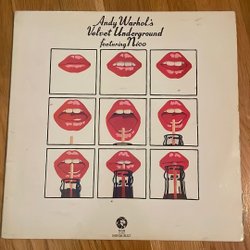 Andy Warhol's
Velvet Underground
featuring Nico